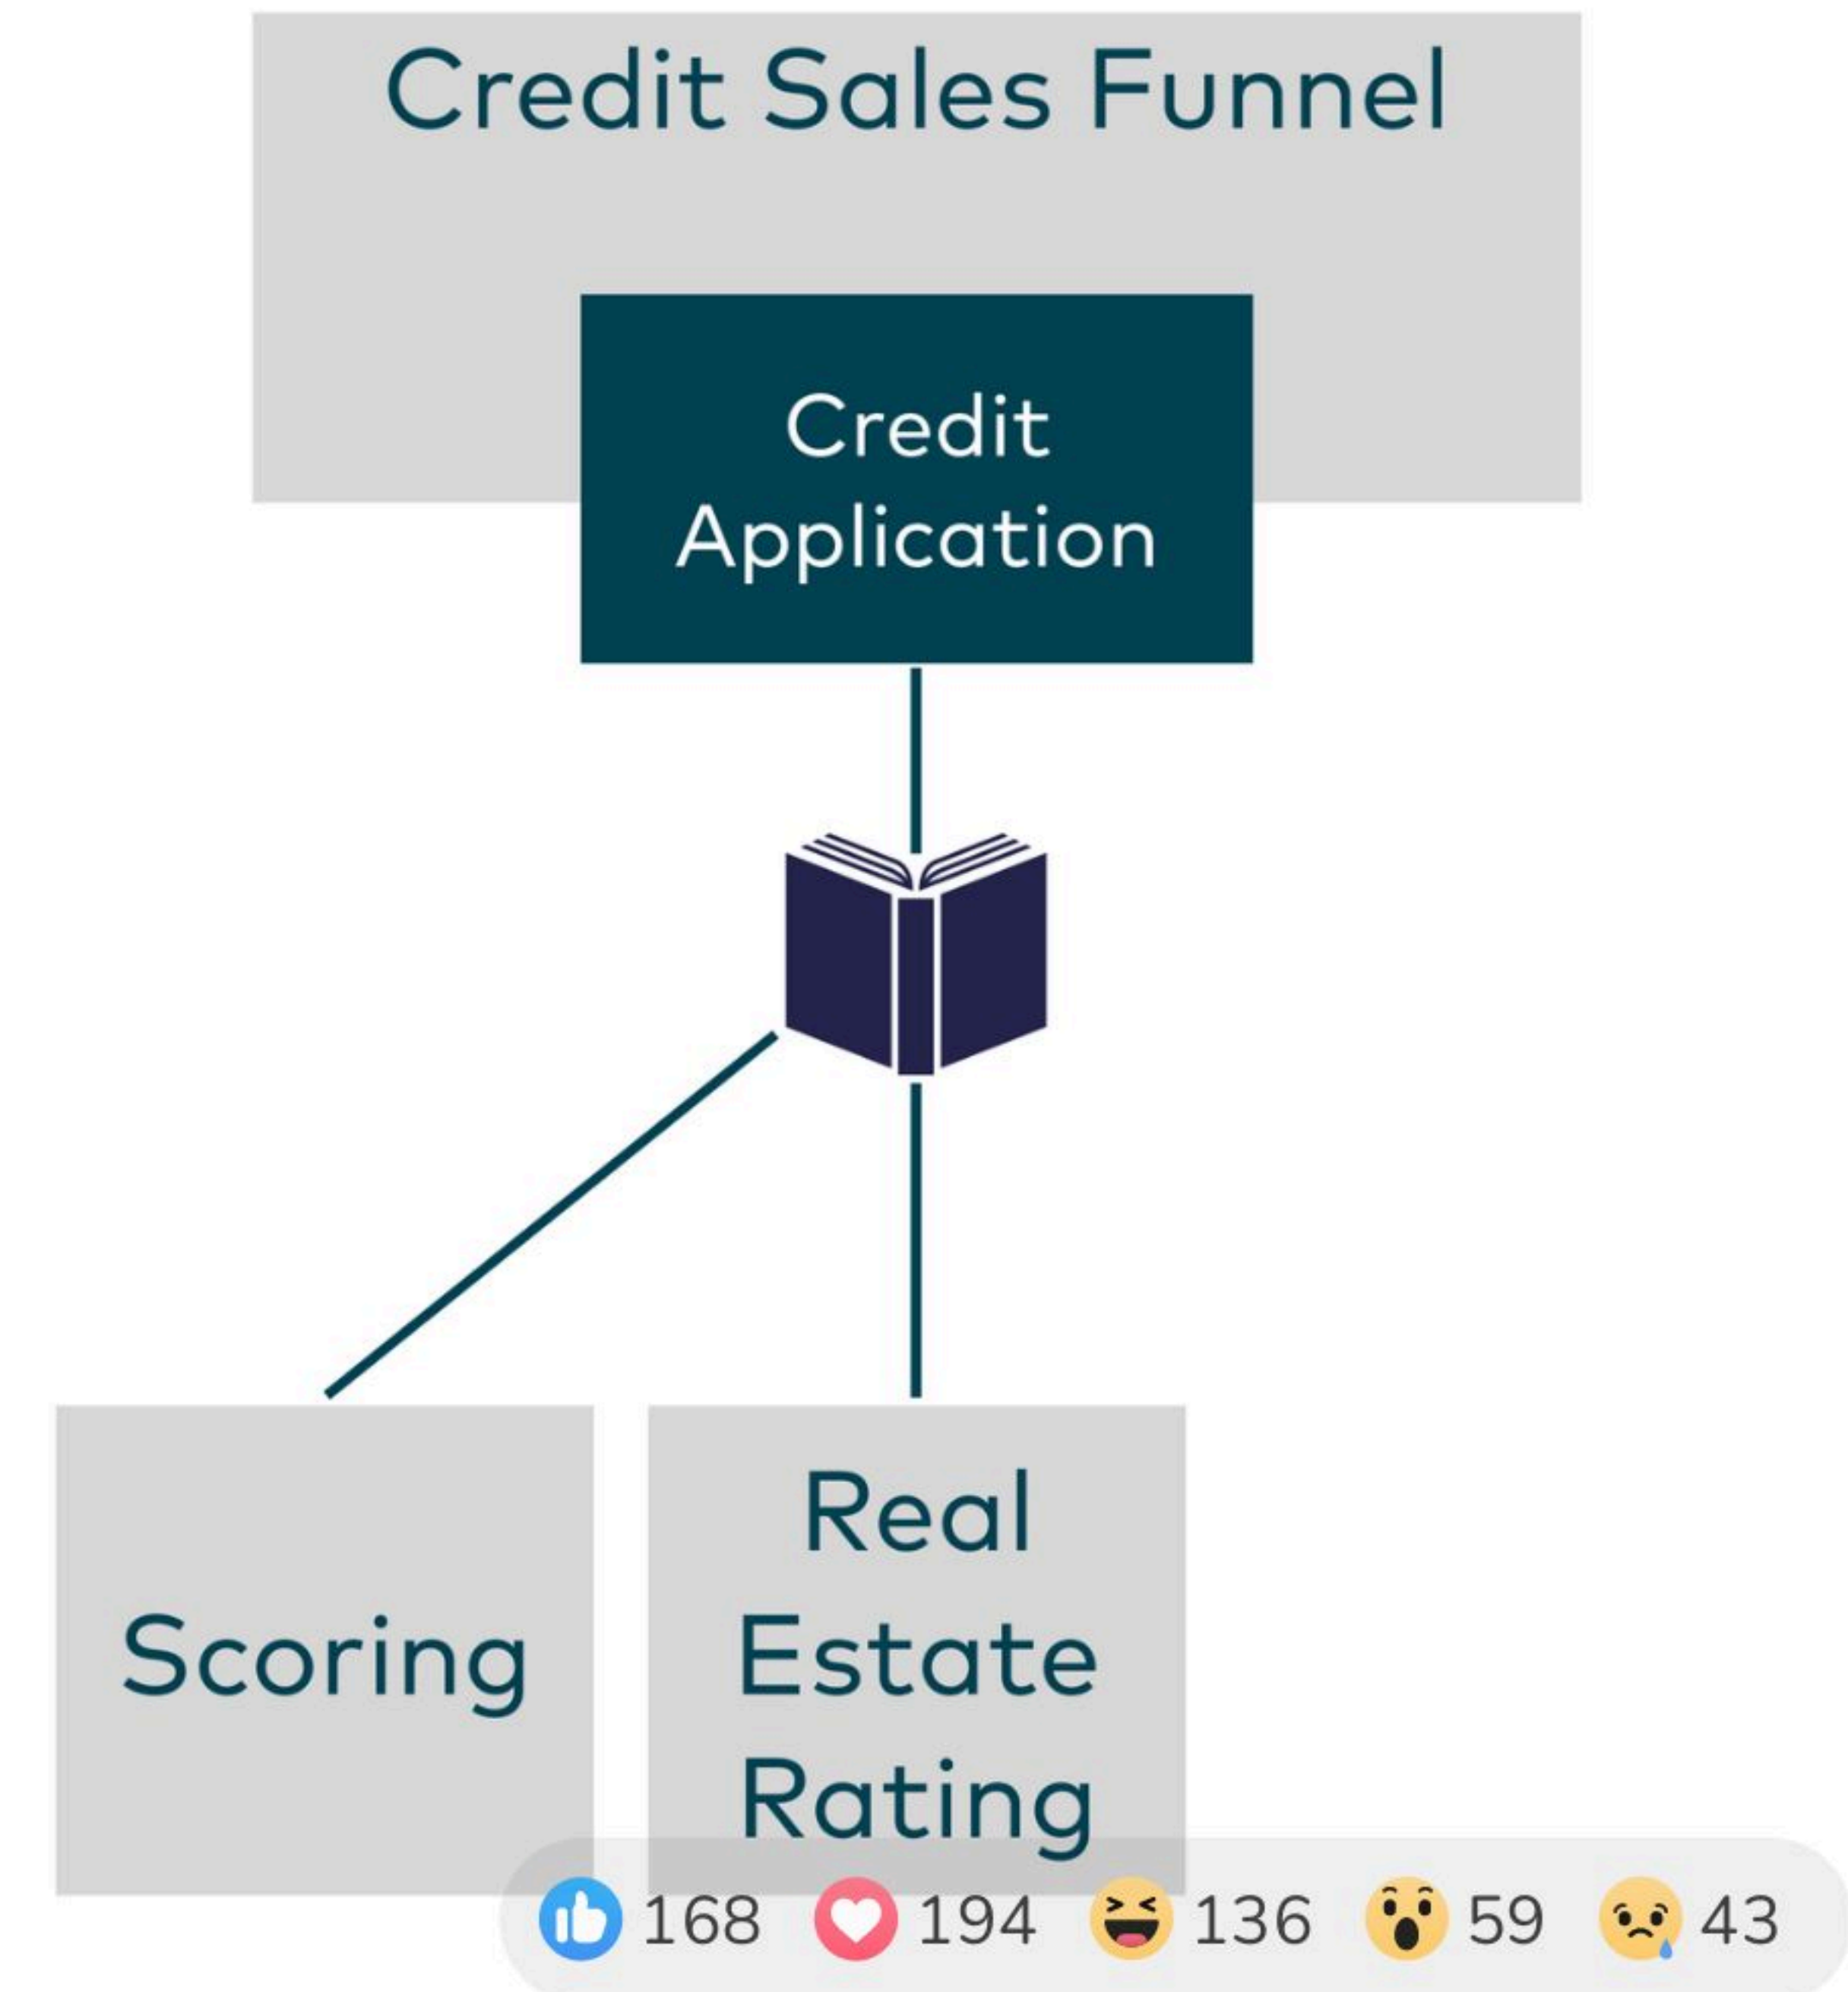 Credit Sales Funnel
Credit
Application
Scoring
Real
Estate
Rating
168 194 136 59 43